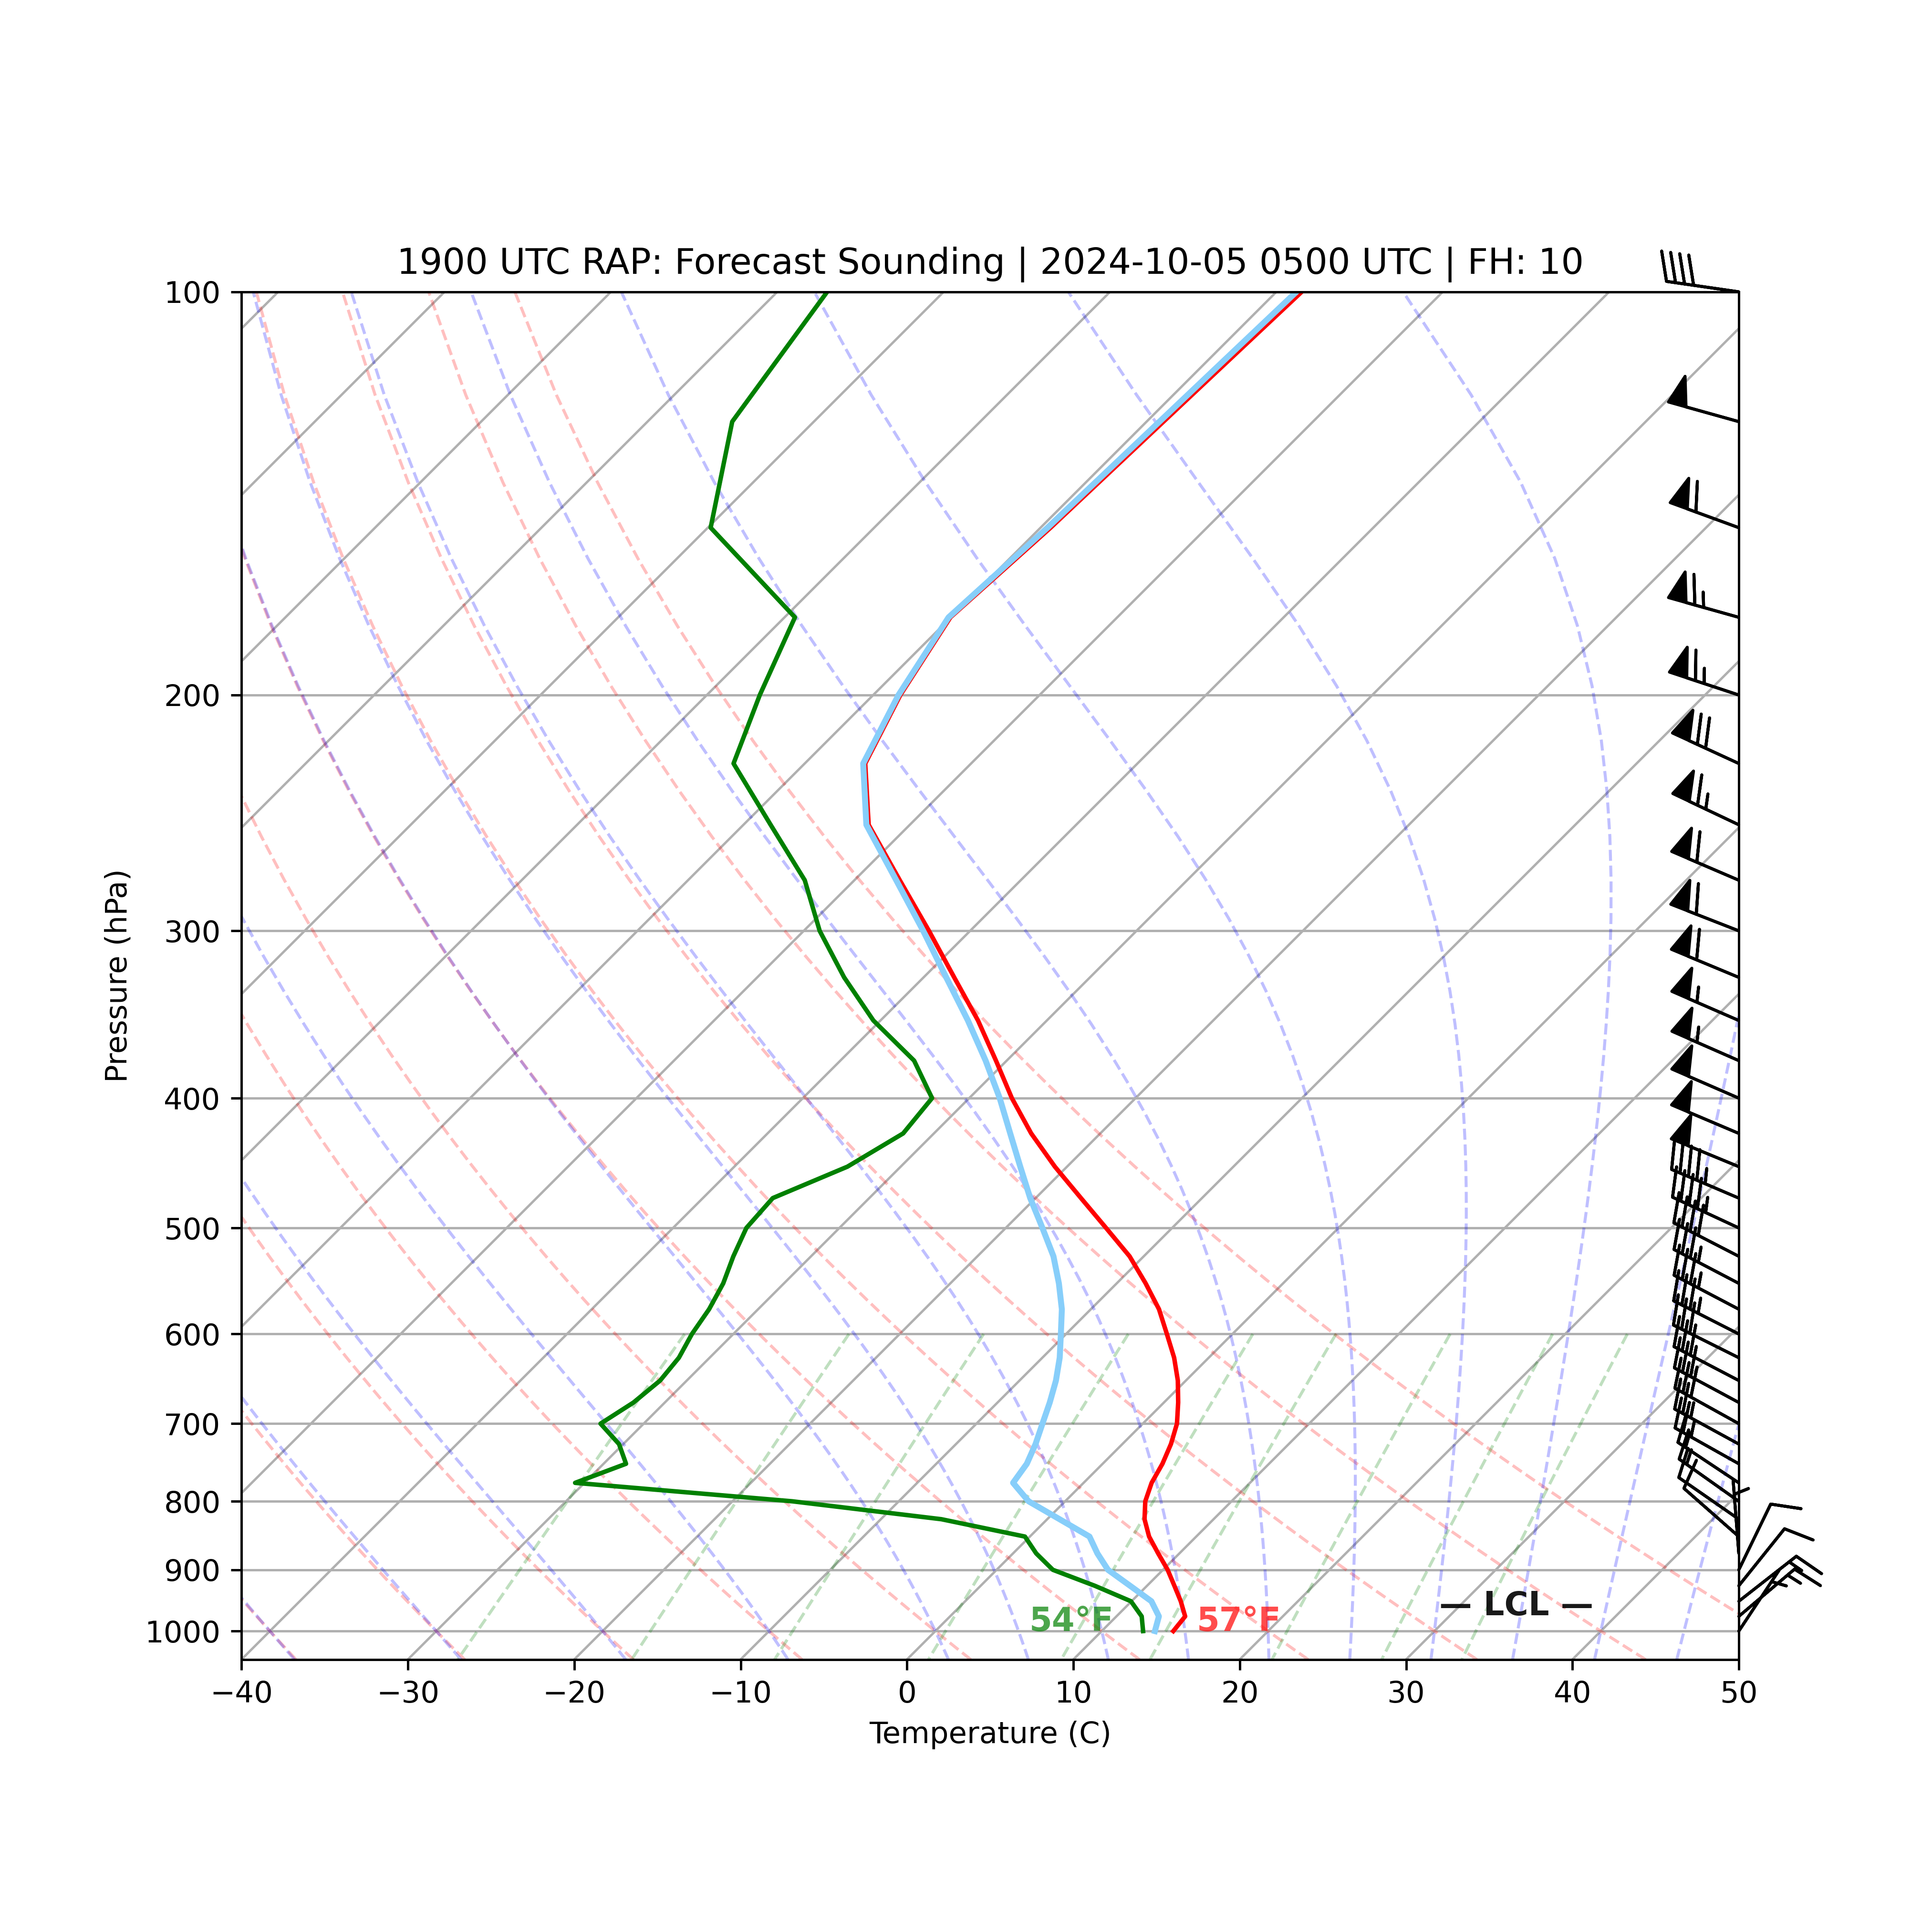 1900 UTC RAP: Forecast Sounding | 2024-10-05 0500 UTC | FH: 10
100
200
300
400
500
600
700
800
900
1000
Pressure (hPa)
54°F
57°F
— LCL —
−40 −30 −20 −10 0 10 20 30 40 50
Temperature (C)